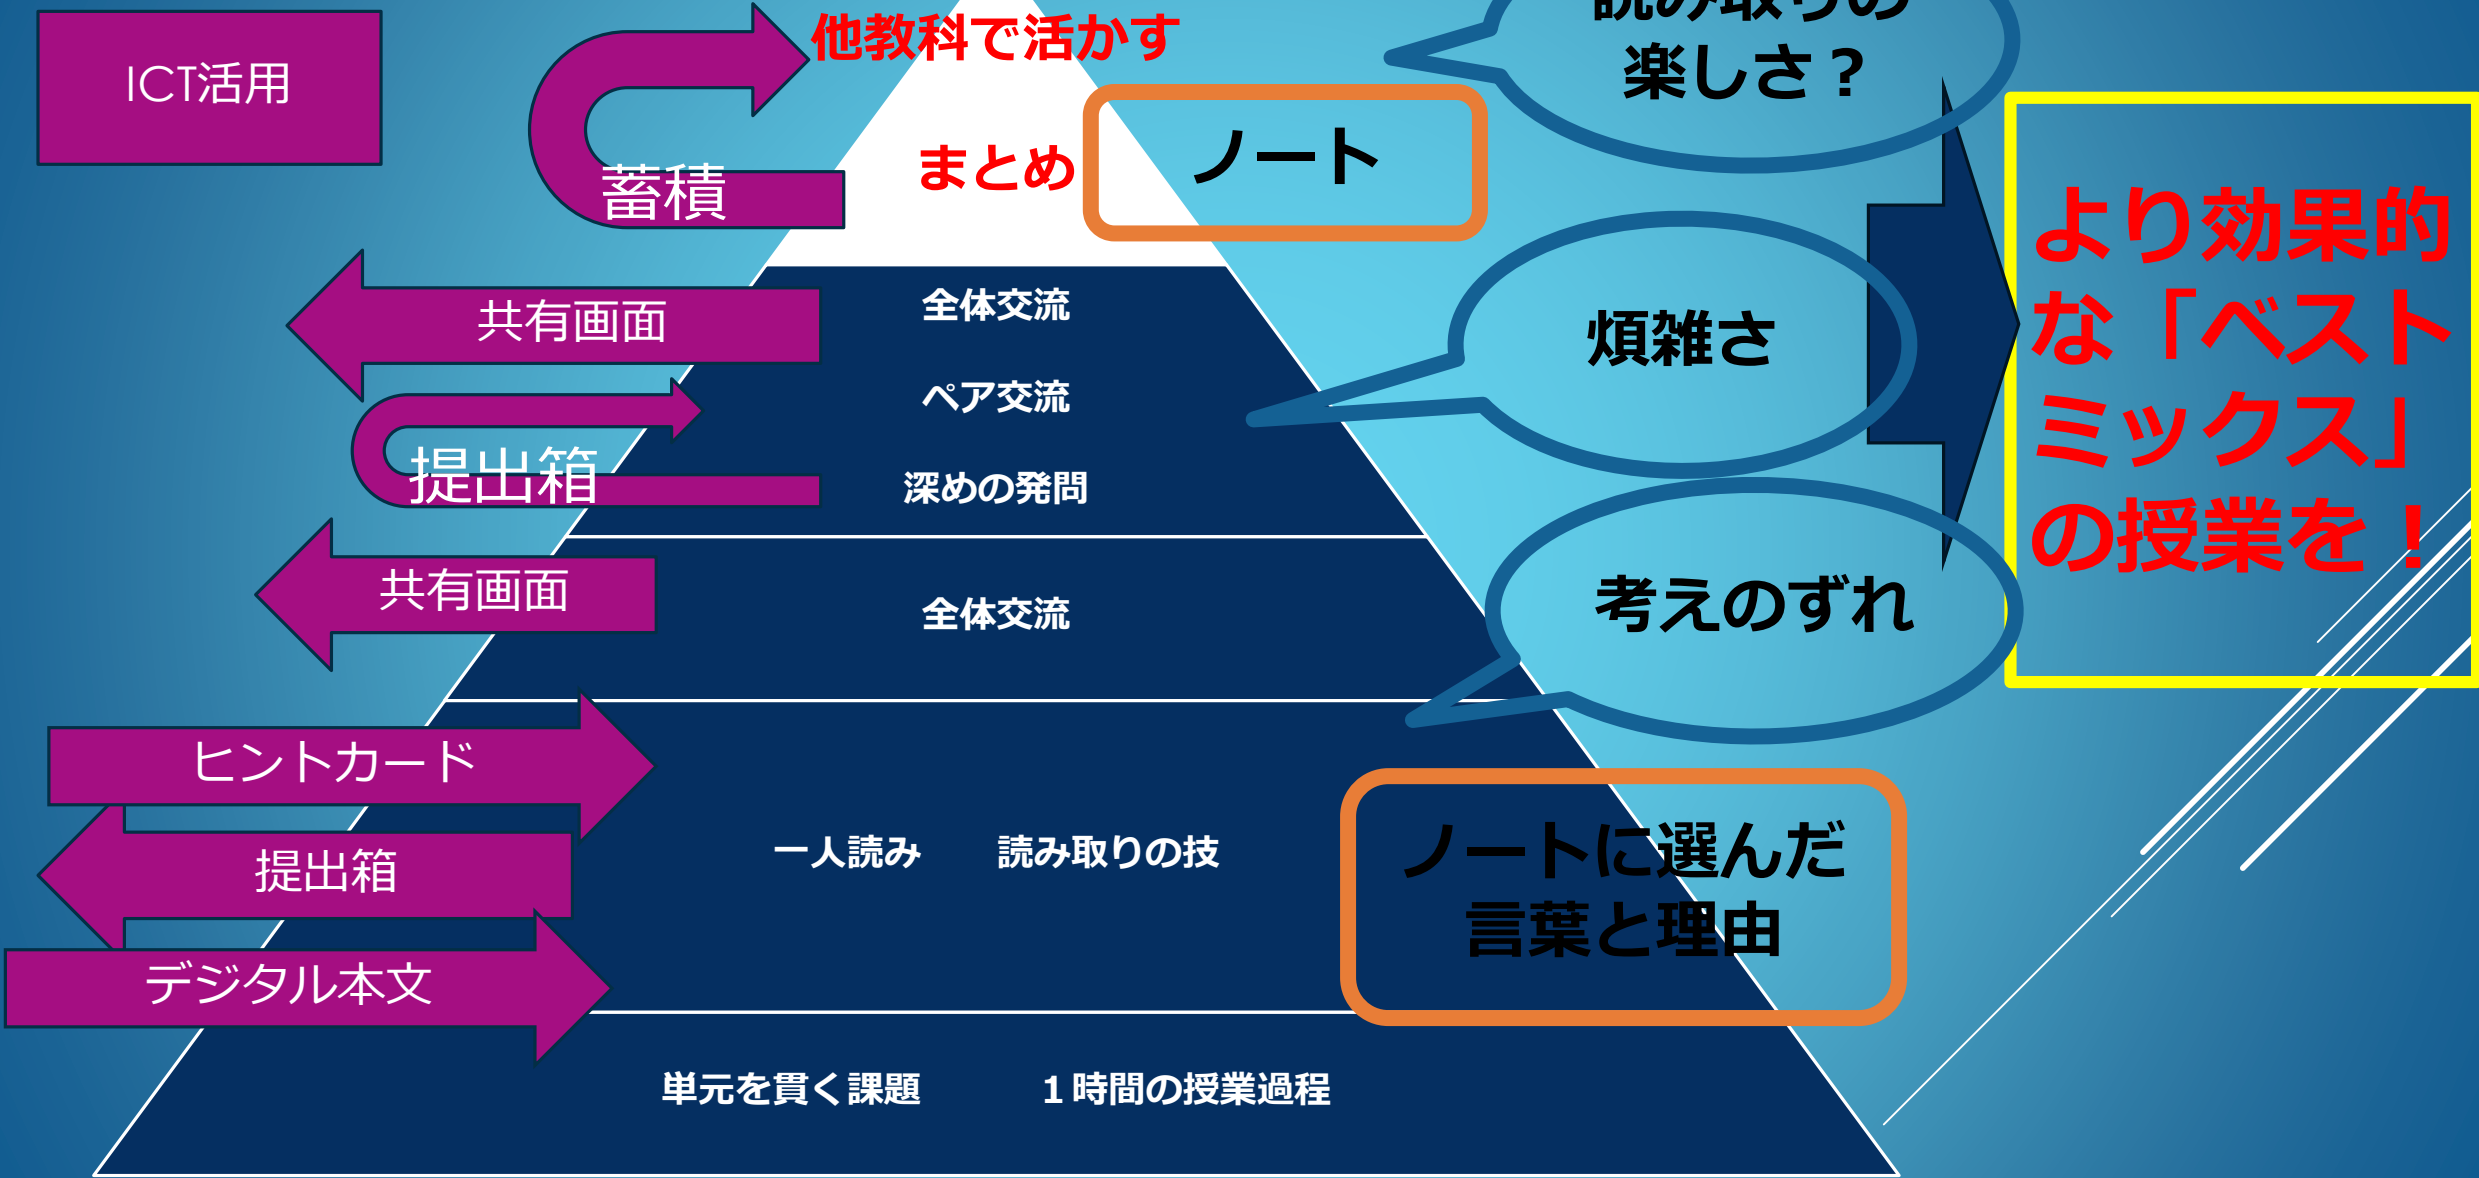 ICT活用
他教科で活かす
読み取りの
楽しさ？
まとめ
ノート
蓄積
全体交流
共有画面
ペア交流
煩雑さ
提出箱
深めの発問
より効果的
な「ベスト
ミックス」
の授業を！
共有画面
全体交流
考えのずれ
ヒントカード
提出箱
一人読み　　読み取りの技
ノートに選んだ
言葉と理由
デジタル本文
単元を貫く課題　　　１時間の授業過程